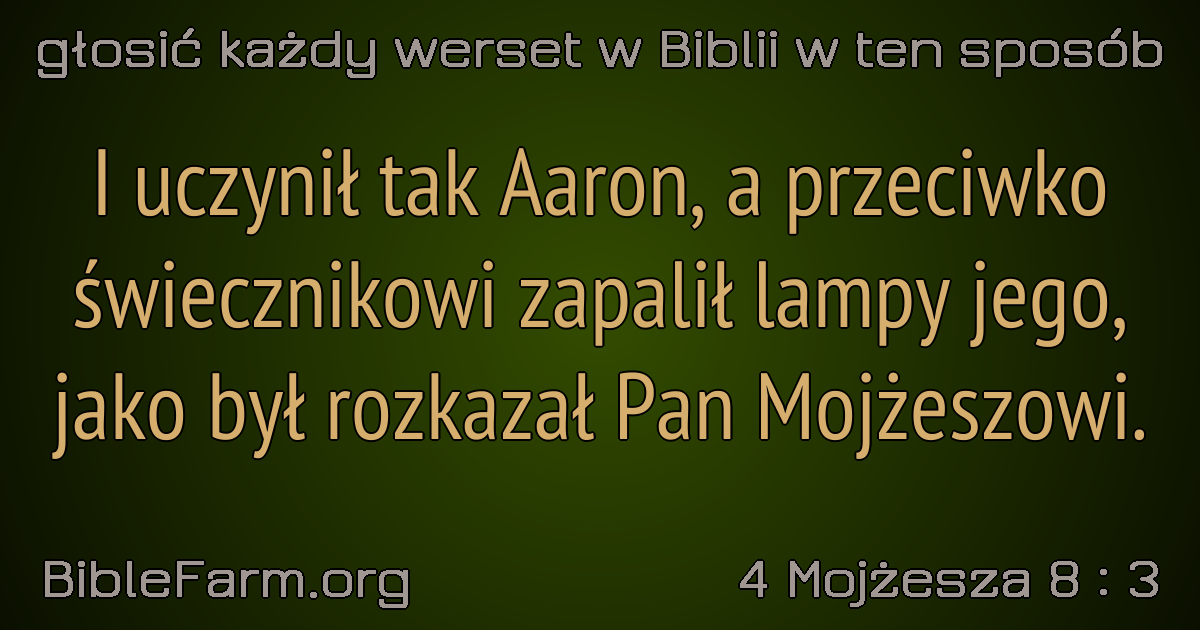 głosić każdy werset w Biblii w ten sposób
I uczynił tak Aaron, a przeciwko
świecznikowi zapalił lampy jego,
jako był rozkazał Pan Mojżeszowi.
BibleFarm.org
4 Mojżesza 8 : 3